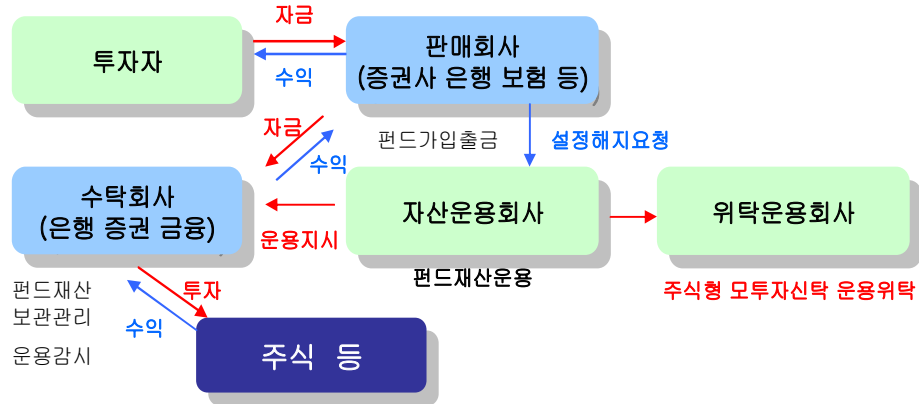 자금
투자자
판매회사
(증권사 은행 보험 등)
수익
자금
펀드가입출금
설정해지요청
수익
수탁회사
(은행 증권 금융)
자산운용회사
위탁운용회사
운용지시
펀드재산운용
펀드재산
보관관리
투자
주식형 모투자신탁 운용위탁
수익
운용감시
주식 등